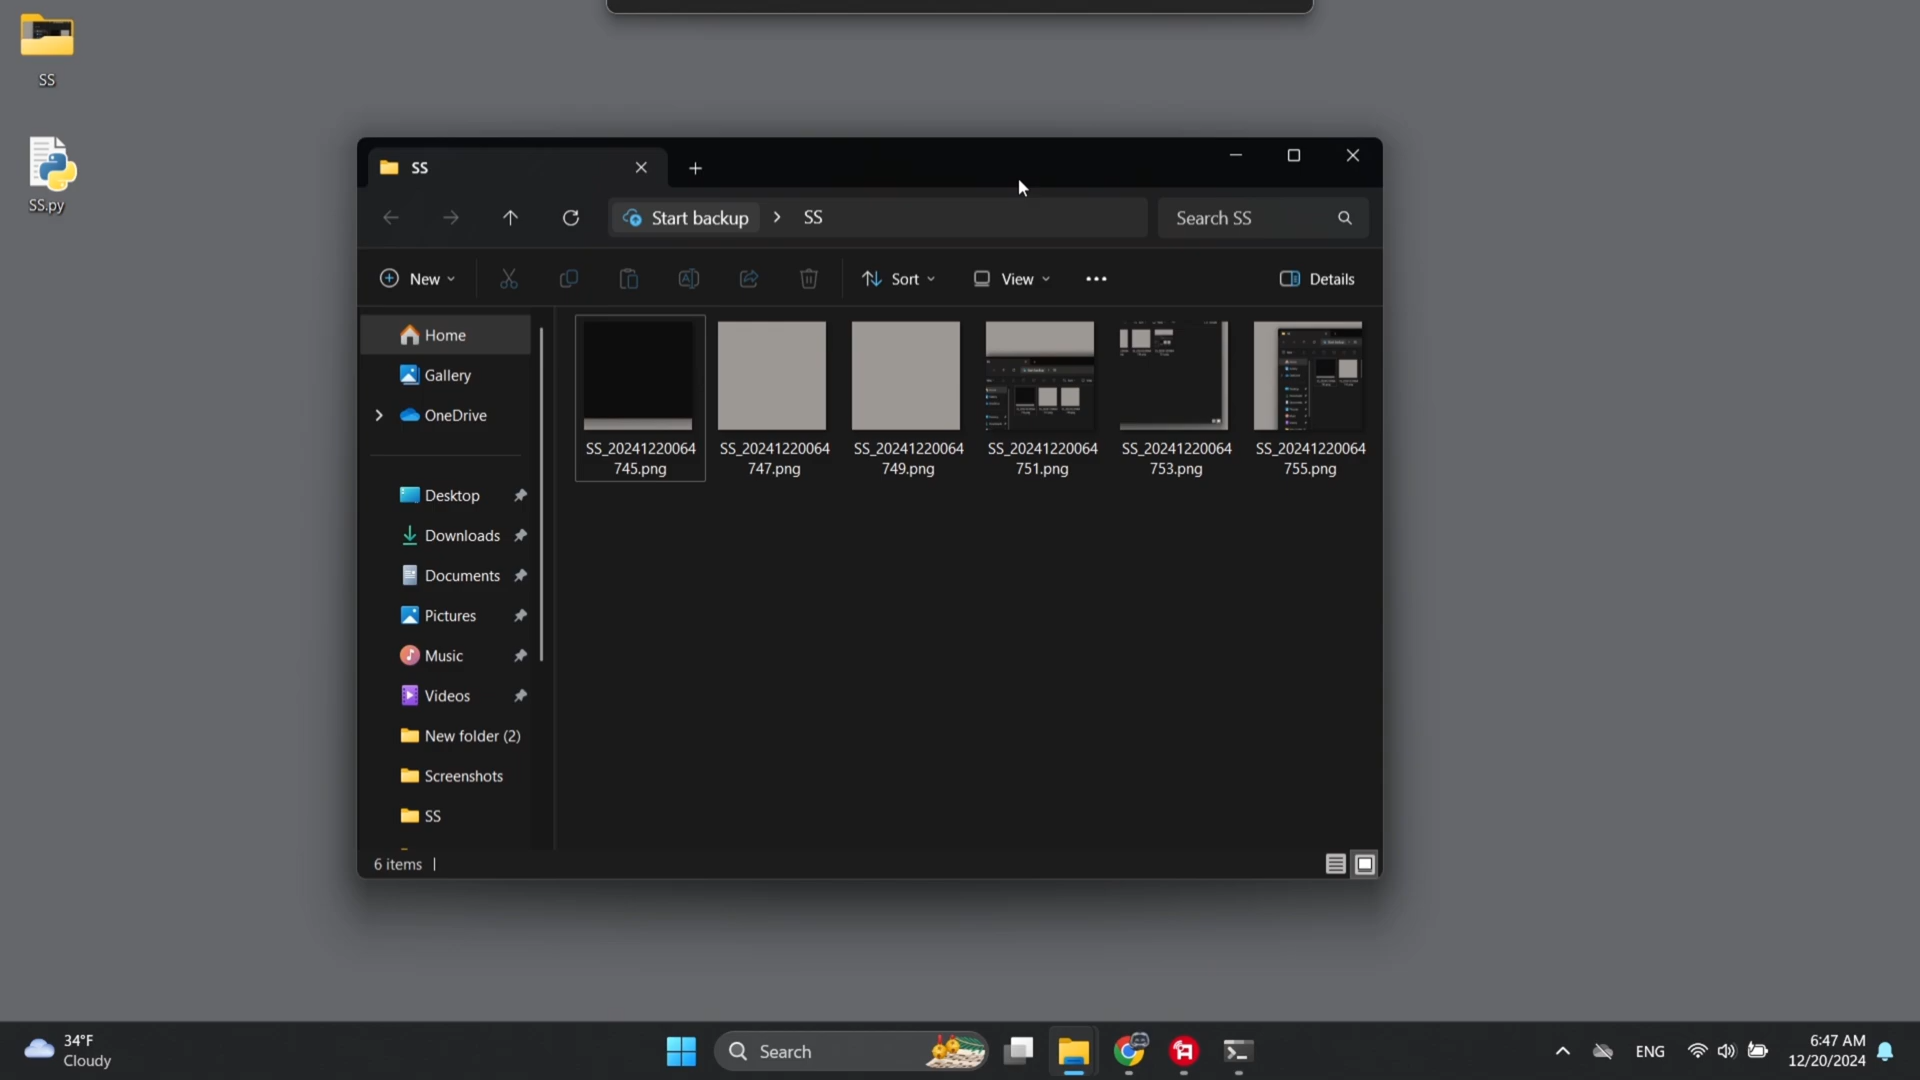 SS
SS.py
SS
Start backup
SS
Search SS
New
Sort
View
Details
Home
Gallery
OneDrive
Desktop
Downloads
Documents
Pictures
Music
Videos
New folder (2)
Screenshots
SS
SS_20241220064
745.png
SS_20241220064
747.png
SS_20241220064
749.png
SS_20241220064
751.png
SS_20241220064
753.png
SS_20241220064
755.png
6 items
34°F
Cloudy
Search
ENG
6:47 AM
12/20/2024